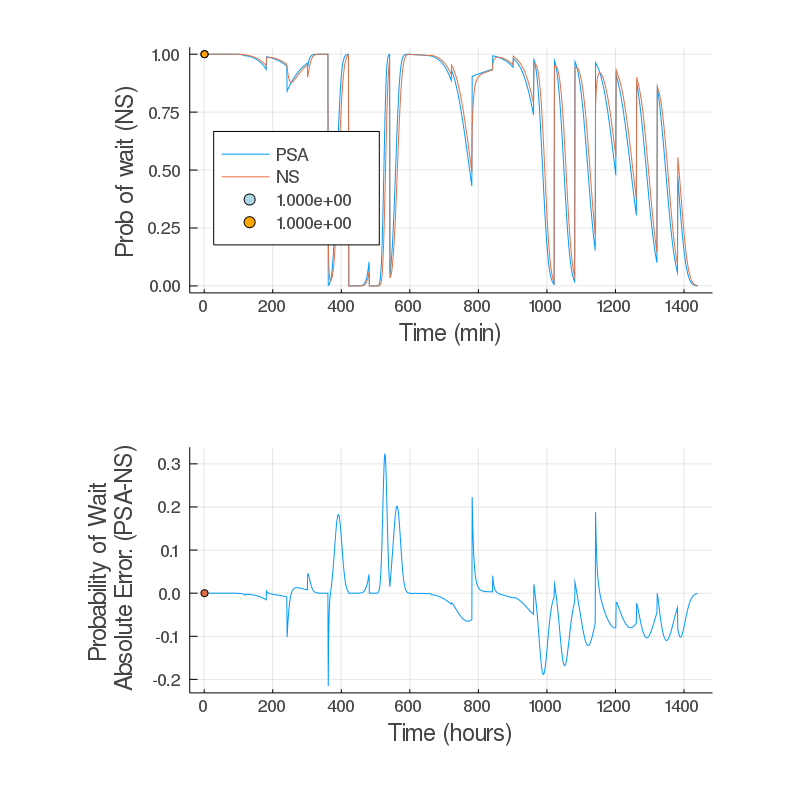 1.00
0.75
0.50
0.25
0.00
Prob of wait (NS)
PSA
NS
1.000e+00
1.000e+00
0 200 400 600 800 1000 1200 1400
Time (min)
0.3
0.2
0.1
0.0
-0.1
-0.2
Probability of Wait
Absolute Error: (PSA-NS)
0 200 400 600 800 1000 1200 1400
Time (hours)